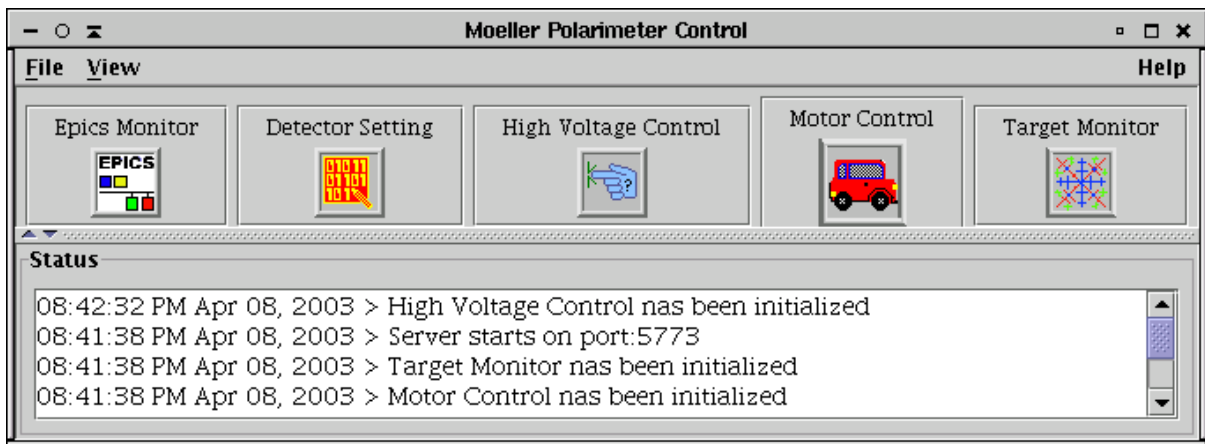 Moeller Polarimeter Control
File View Help
Epics Monitor Detector Setting High Voltage Control Motor Control Target Monitor
EPICS
01011
01101
101
Status
08:42:32 PM Apr 08, 2003 > High Voltage Control nas been initialized
08:41:38 PM Apr 08, 2003 > Server starts on port:5773
08:41:38 PM Apr 08, 2003 > Target Monitor nas been initialized
08:41:38 PM Apr 08, 2003 > Motor Control nas been initialized